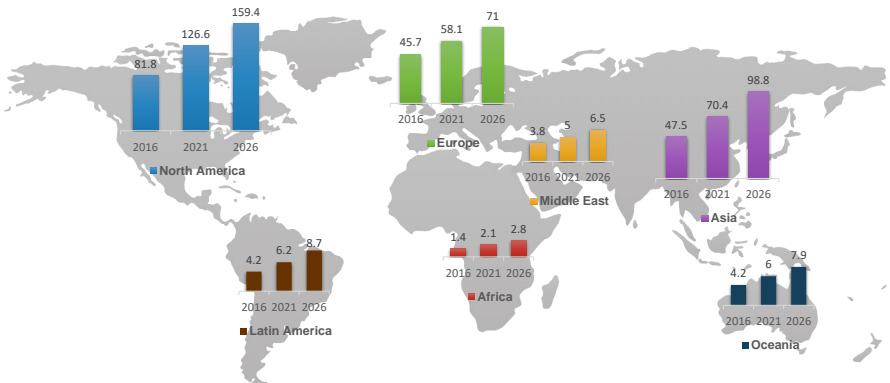 81.8 126.6 159.4
2016 2021 2026
North America
45.7 58.1 71
2016 2021 2026
Europe
3.8 5 6.5
2016 2021 2026
Middle East
47.5 70.4 98.8
2016 2021 2026
Asia
4.2 6.2 8.7
2016 2021 2026
Latin America
1.4 2.1 2.8
2016 2021 2026
Africa
4.2 6 7.9
2016 2021 2026
Oceania